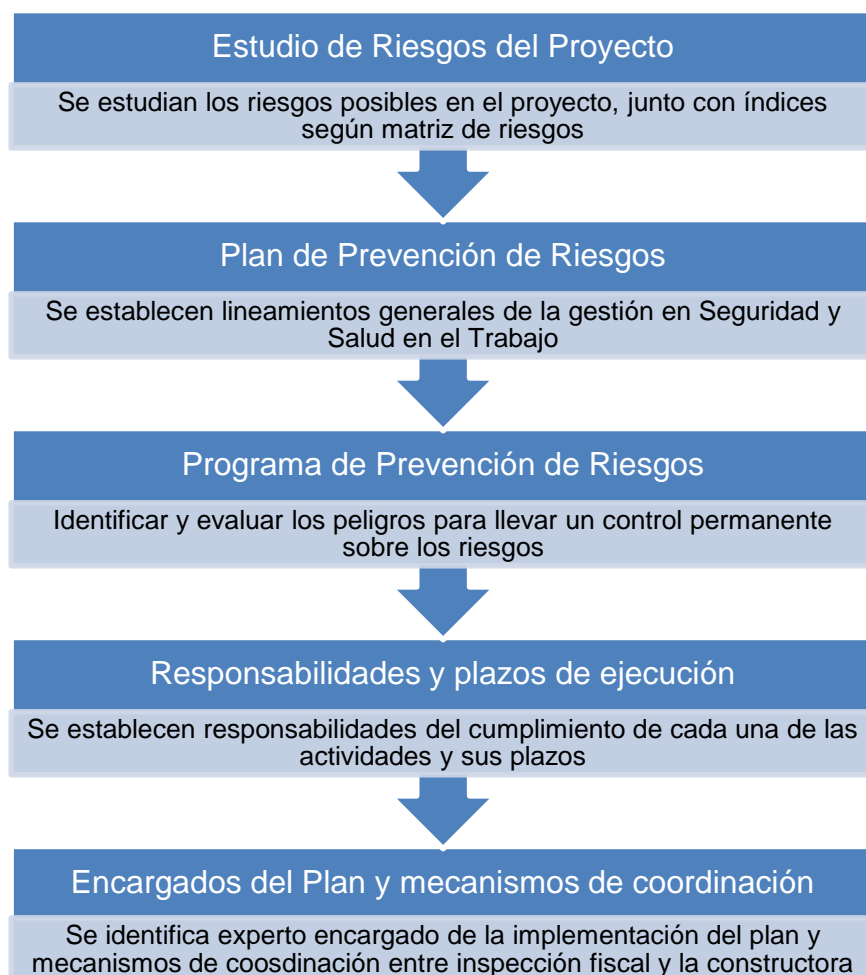 Estudio de Riesgos del Proyecto
Se estudian los riesgos posibles en el proyecto, junto con índices
según matriz de riesgos
Plan de Prevención de Riesgos
Se establecen lineamientos generales de la gestión en Seguridad y
Salud en el Trabajo
Programa de Prevención de Riesgos
Identificar y evaluar los peligros para llevar un control permanente
sobre los riesgos
Responsabilidades y plazos de ejecución
Se establecen responsabilidades del cumplimiento de cada una de las
actividades y sus plazos
Encargados del Plan y mecanismos de coordinación
Se identifica experto encargado de la implementación del plan y
mecanismos de coosdinación entre inspección fiscal y la constructora